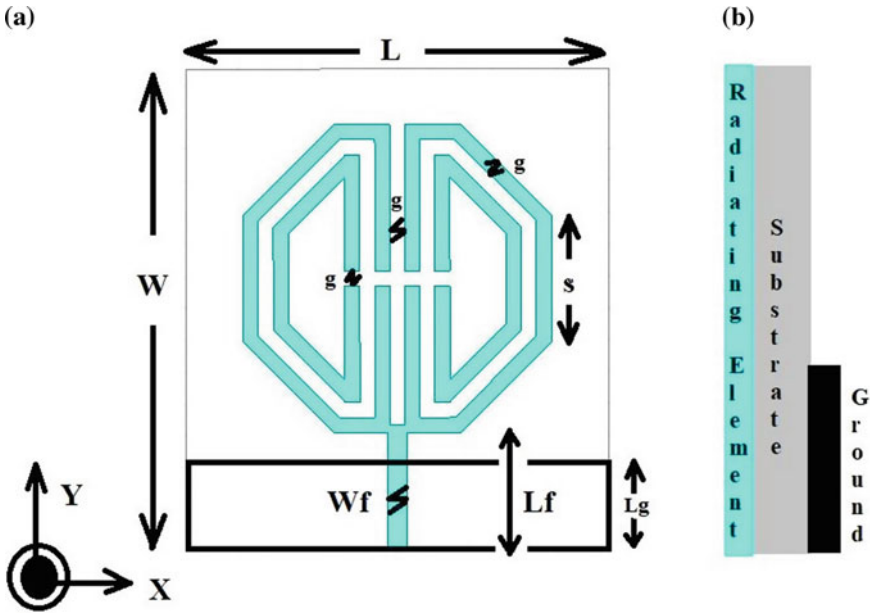 (a)
L
W
g
g
g
s
Wf
Lf
Lg
Y
X
(b)
Radiating Element
Substrate
Ground